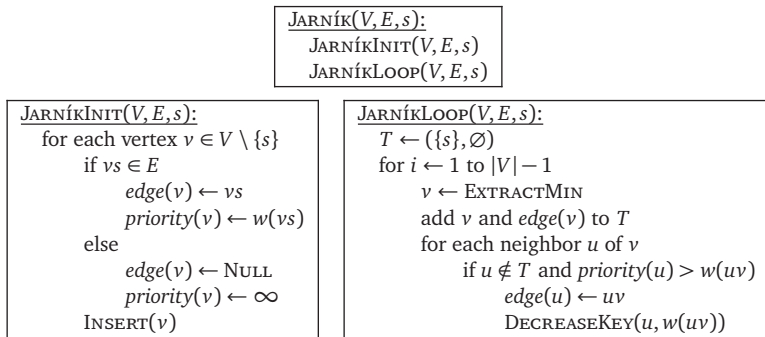 JARNÍK(V, E, s):
JARNÍKINIT(V, E, s)
JARNÍKLOOP(V, E, s)
JARNÍKINIT(V, E, s):
for each vertex v ∈ V \ {s}
if vs ∈ E
edge(v) ← vs
priority(v) ← w(vs)
else
edge(v) ← NULL
priority(v) ← ∞
INSERT(v)
JARNÍKLOOP(V, E, s):
T ← ({s}, ∅)
for i ← 1 to |V| − 1
v ← EXTRACTMIN
add v and edge(v) to T
for each neighbor u of v
if u ∉ T and priority(u) > w(uv)
edge(u) ← uv
DECREASEKEY(u, w(uv))